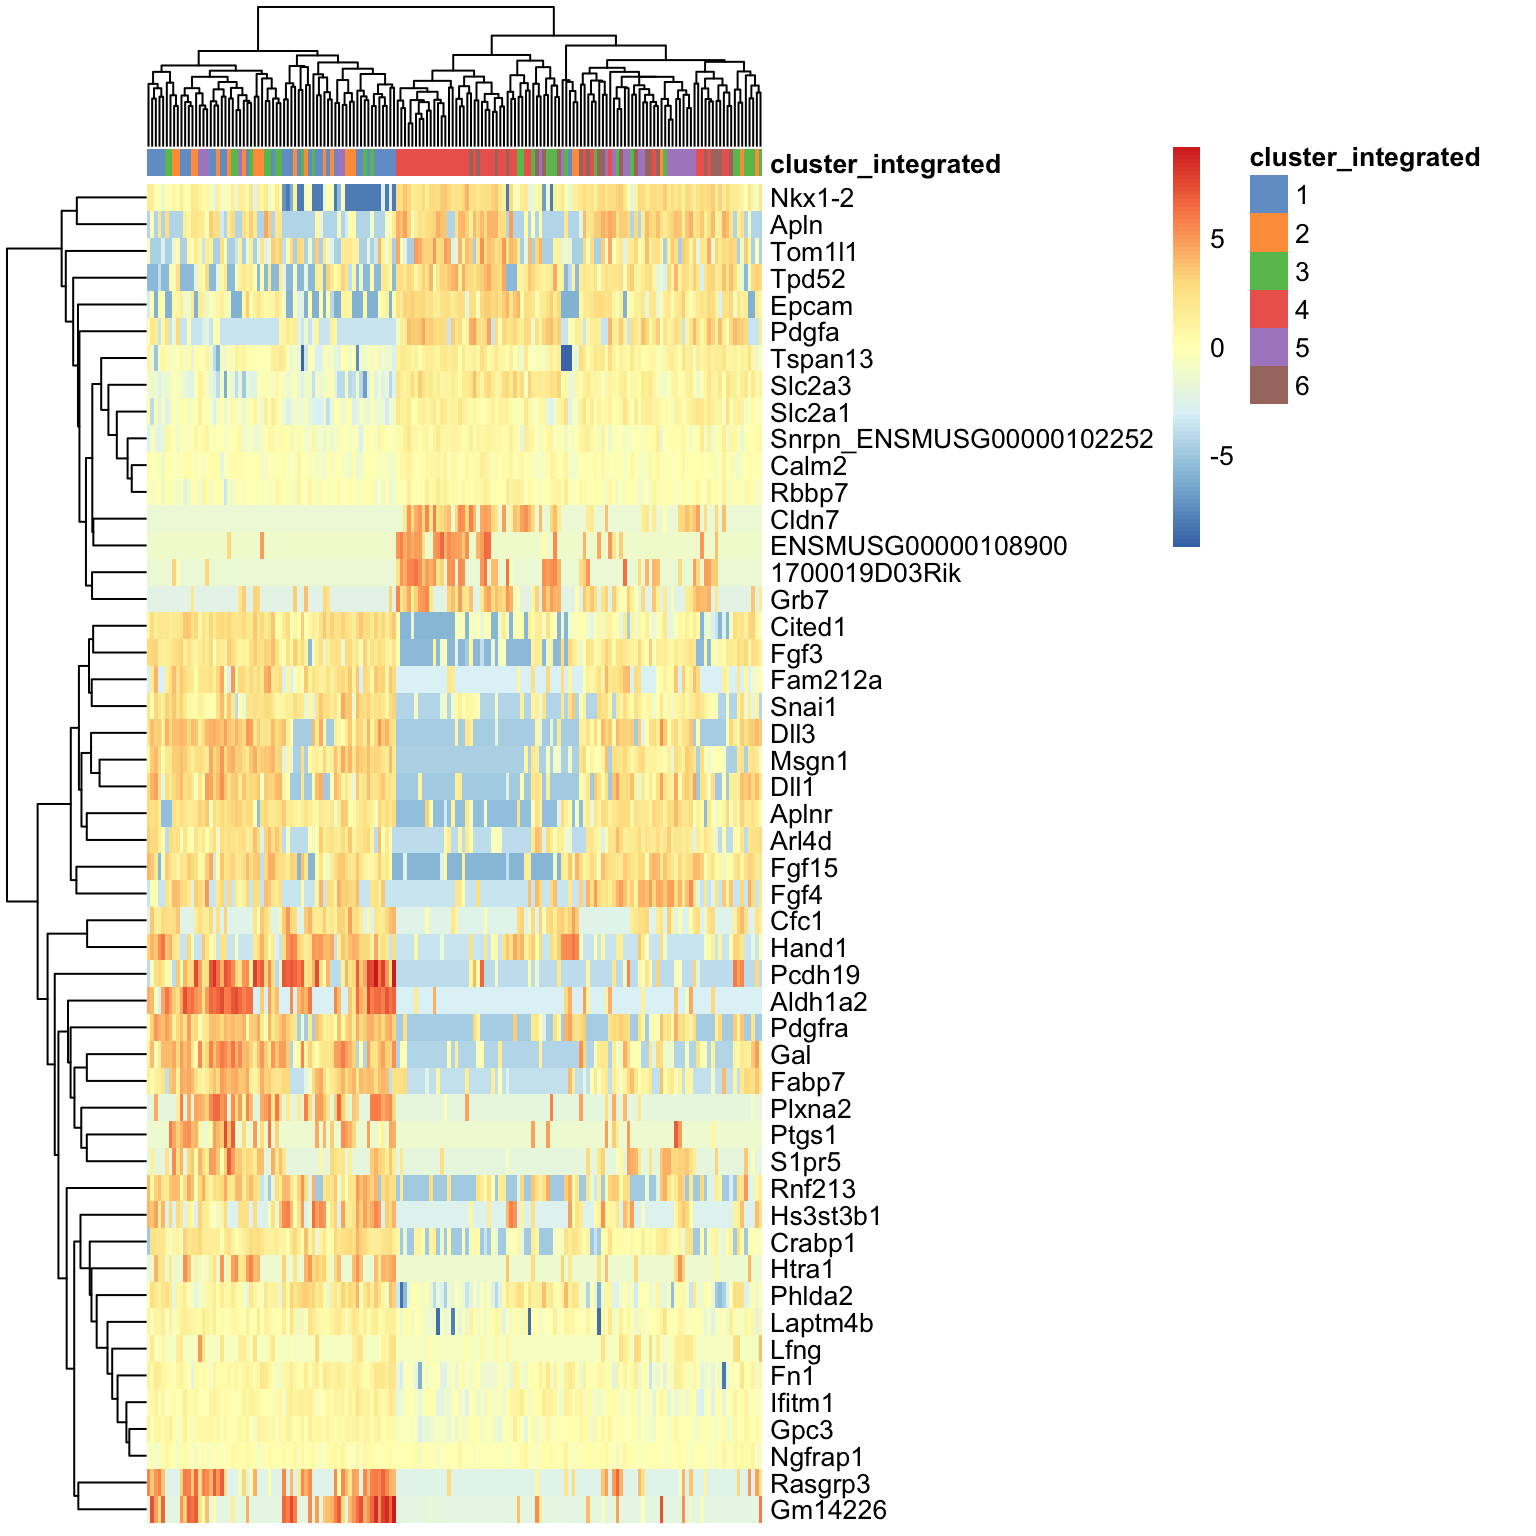 cluster_integrated
Nkx1-2
Apln
Tom1l1
Tpd52
Epcam
Pdgfa
Tspan13
Slc2a3
Slc2a1
Snrpn_ENSMUSG00000102252
Calm2
Rbbp7
Cldn7
ENSMUSG00000108900
1700019D03Rik
Grb7
Cited1
Fgf3
Fam212a
Snai1
Dll3
Msgn1
Dll1
Aplnr
Arl4d
Fgf15
Fgf4
Cfc1
Hand1
Pcdh19
Aldh1a2
Pdgfra
Gal
Fabp7
Plxna2
Ptgs1
S1pr5
Rnf213
Hs3st3b1
Crabp1
Htra1
Phlda2
Laptm4b
Lfng
Fn1
Ifitm1
Gpc3
Ngfrap1
Rasgrp3
Gm14226
5
0
-5
cluster_integrated
1
2
3
4
5
6